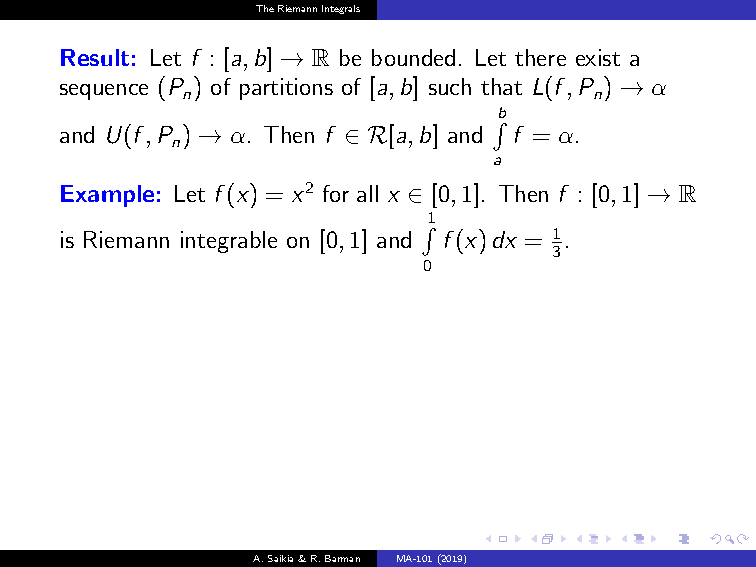 The Riemann Integrals
Result: Let f : [a, b] → ℝ be bounded. Let there exist a
sequence (Pₙ) of partitions of [a, b] such that L(f, Pₙ) → α
and U(f, Pₙ) → α. Then f ∈ ℛ[a, b] and ∫ₐᵇ f = α.
Example: Let f(x) = x² for all x ∈ [0, 1]. Then f : [0, 1] → ℝ
is Riemann integrable on [0, 1] and ∫₀¹ f(x) dx = 1/3.
A. Saikia & R. Barman MA-101 (2019)